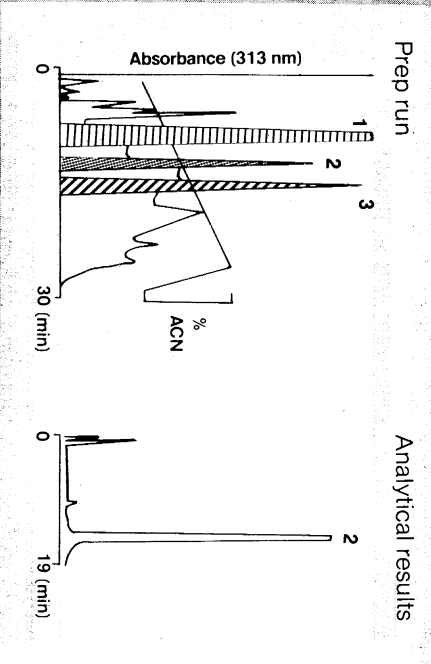 Prep run
Absorbance (313 nm)
1
2
3
0
30 (min)
%
ACN
Analytical results
2
0
19 (min)